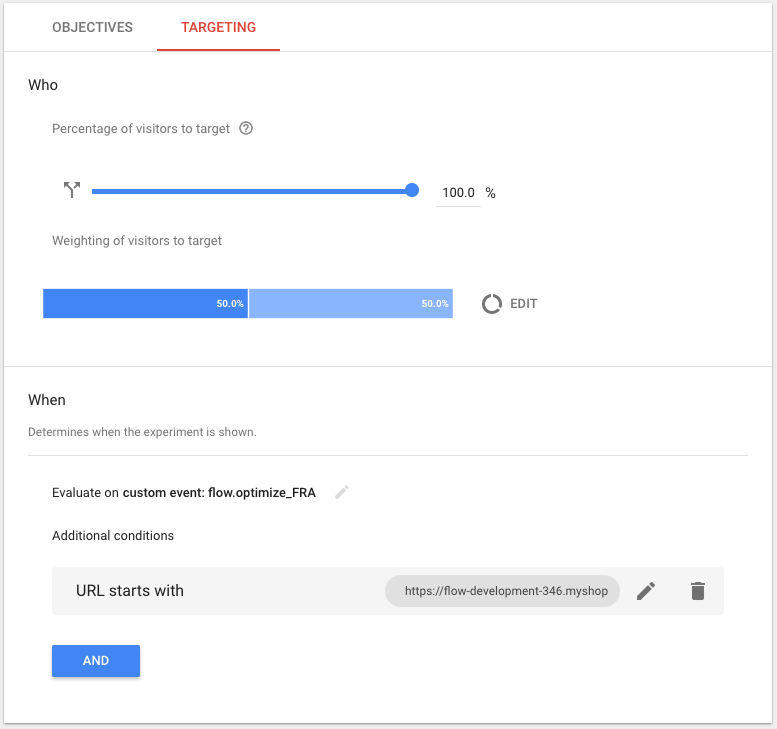 OBJECTIVES TARGETING
Who
Percentage of visitors to target ?
100.0 %
Weighting of visitors to target
50.0% 50.0% EDIT
When
Determines when the experiment is shown.
Evaluate on custom event: flow.optimize_FRA
Additional conditions
URL starts with https://flow-development-346.myshop
AND